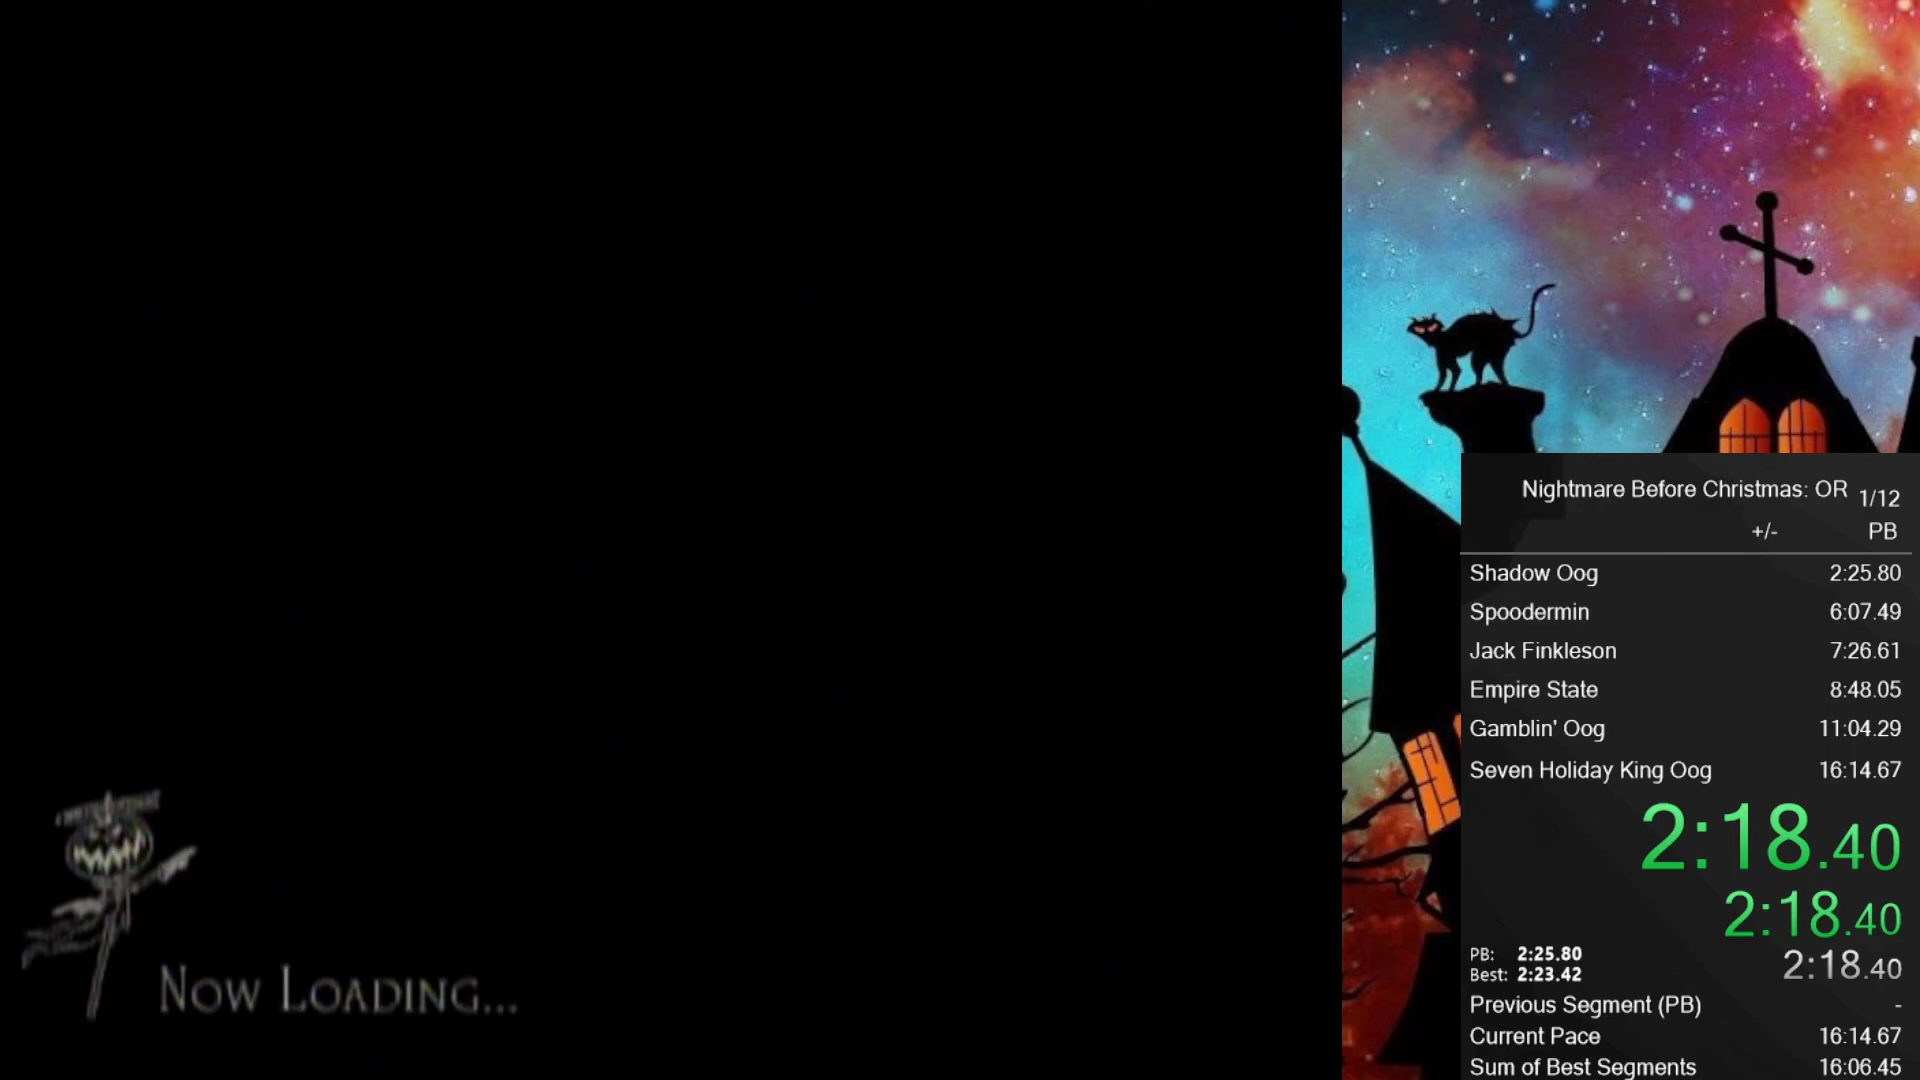 Now Loading...
Nightmare Before Christmas: OR 1/12
+/- PB
Shadow Oog 2:25.80
Spoodermin 6:07.49
Jack Finkleson 7:26.61
Empire State 8:48.05
Gamblin' Oog 11:04.29
Seven Holiday King Oog 16:14.67
2:18.40
2:18.40
PB: 2:25.80
Best: 2:23.42
2:18.40
Previous Segment (PB) -
Current Pace 16:14.67
Sum of Best Segments 16:06.45